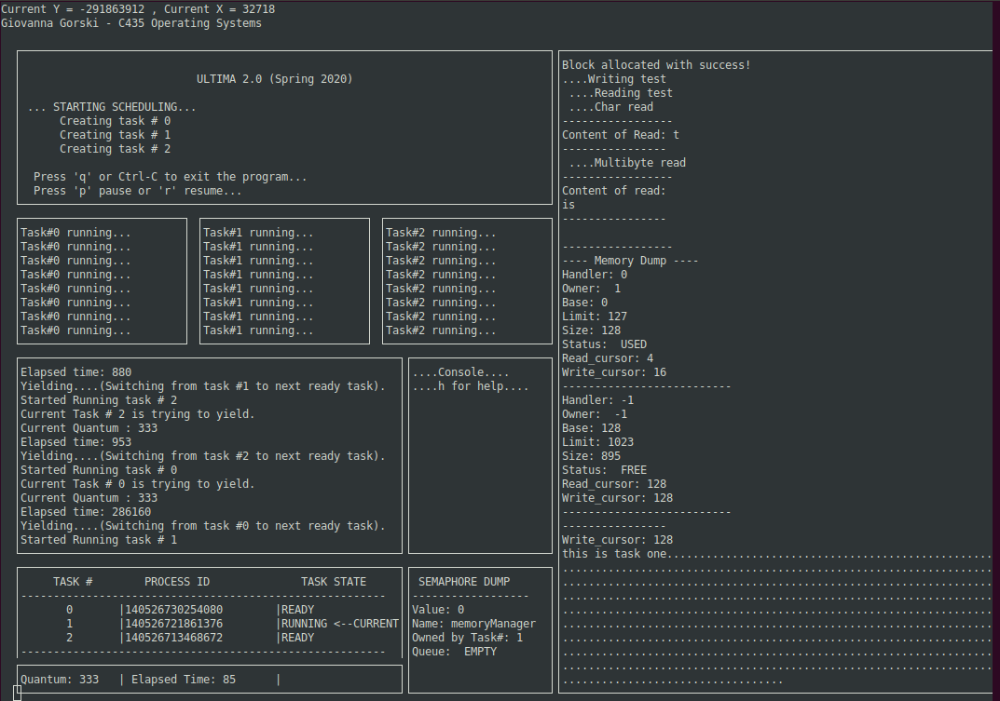 Current Y = -291863912 , Current X = 32718
Giovanna Gorski - C435 Operating Systems
ULTIMA 2.0 (Spring 2020)
... STARTING SCHEDULING...
Creating task # 0
Creating task # 1
Creating task # 2
Press 'q' or Ctrl-C to exit the program...
Press 'p' pause or 'r' resume...
Task#0 running...
Task#0 running...
Task#0 running...
Task#0 running...
Task#0 running...
Task#0 running...
Task#0 running...
Task#0 running...
Task#1 running...
Task#1 running...
Task#1 running...
Task#1 running...
Task#1 running...
Task#1 running...
Task#1 running...
Task#1 running...
Task#2 running...
Task#2 running...
Task#2 running...
Task#2 running...
Task#2 running...
Task#2 running...
Task#2 running...
Task#2 running...
Elapsed time: 880
Yielding....(Switching from task #1 to next ready task).
Started Running task # 2
Current Task # 2 is trying to yield.
Current Quantum : 333
Elapsed time: 953
Yielding....(Switching from task #2 to next ready task).
Started Running task # 0
Current Task # 0 is trying to yield.
Current Quantum : 333
Elapsed time: 286160
Yielding....(Switching from task #0 to next ready task).
Started Running task # 1
....Console....
....h for help....
TASK # PROCESS ID TASK STATE
--------------------------------------------------------
0 |140526730254080 |READY
1 |140526721861376 |RUNNING <--CURRENT
2 |140526713468672 |READY
--------------------------------------------------------
Quantum: 333 | Elapsed Time: 85 |
SEMAPHORE DUMP
------------------
Value: 0
Name: memoryManager
Owned by Task#: 1
Queue: EMPTY
Block allocated with success!
....Writing test
....Reading test
....Char read
-----------------
Content of Read: t
----------------
....Multibyte read
-----------------
Content of read:
is
----------------
-----------------
---- Memory Dump ----
Handler: 0
Owner: 1
Base: 0
Limit: 127
Size: 128
Status: USED
Read_cursor: 4
Write_cursor: 16
--------------------------
Handler: -1
Owner: -1
Base: 128
Limit: 1023
Size: 895
Status: FREE
Read_cursor: 128
Write_cursor: 128
--------------------------
----------------
Write_cursor: 128
this is task one..................................................
..................................................................
..................................................................
..................................................................
..................................................................
..................................................................
..................................................................
..................................................................
..................................................................
..................................